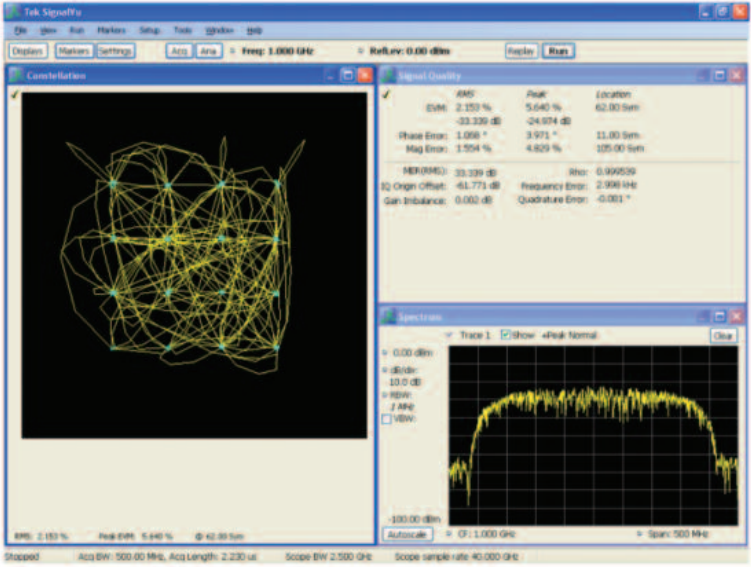 Tek SignalVu
File View Run Markers Setup Tools Window Help
Displays Markers Settings Acq Ana Freq: 1.000 GHz RefLev: 0.00 dBm Replay Run
Constellation
RMS: 2.153 % Peak EVM: 5.640 % @ 62.00 Sym
Signal Quality
RMS Peak Location
EVM: 2.153 % 5.640 % 62.00 Sym
-33.339 dB -24.974 dB
Phase Error: 1.068 ° 3.971 ° 11.00 Sym
Mag Error: 1.554 % 4.829 % 105.00 Sym
MER(RMS): 33.339 dB Rho: 0.999539
IQ Origin Offset: -61.771 dB Frequency Error: 2.998 kHz
Gain Imbalance: 0.002 dB Quadrature Error: -0.001 °
Spectrum
Trace 1 Show +Peak Normal Clear
0.00 dBm
dB/div:
10.0 dB
RBW:
1 MHz
VBW:
-100.00 dBm
Autoscale CF: 1.000 GHz Span: 500 MHz
Stopped Acq BW: 500.00 MHz, Acq Length: 2.230 us Scope BW 2.500 GHz Scope sample rate 40.000 GHz